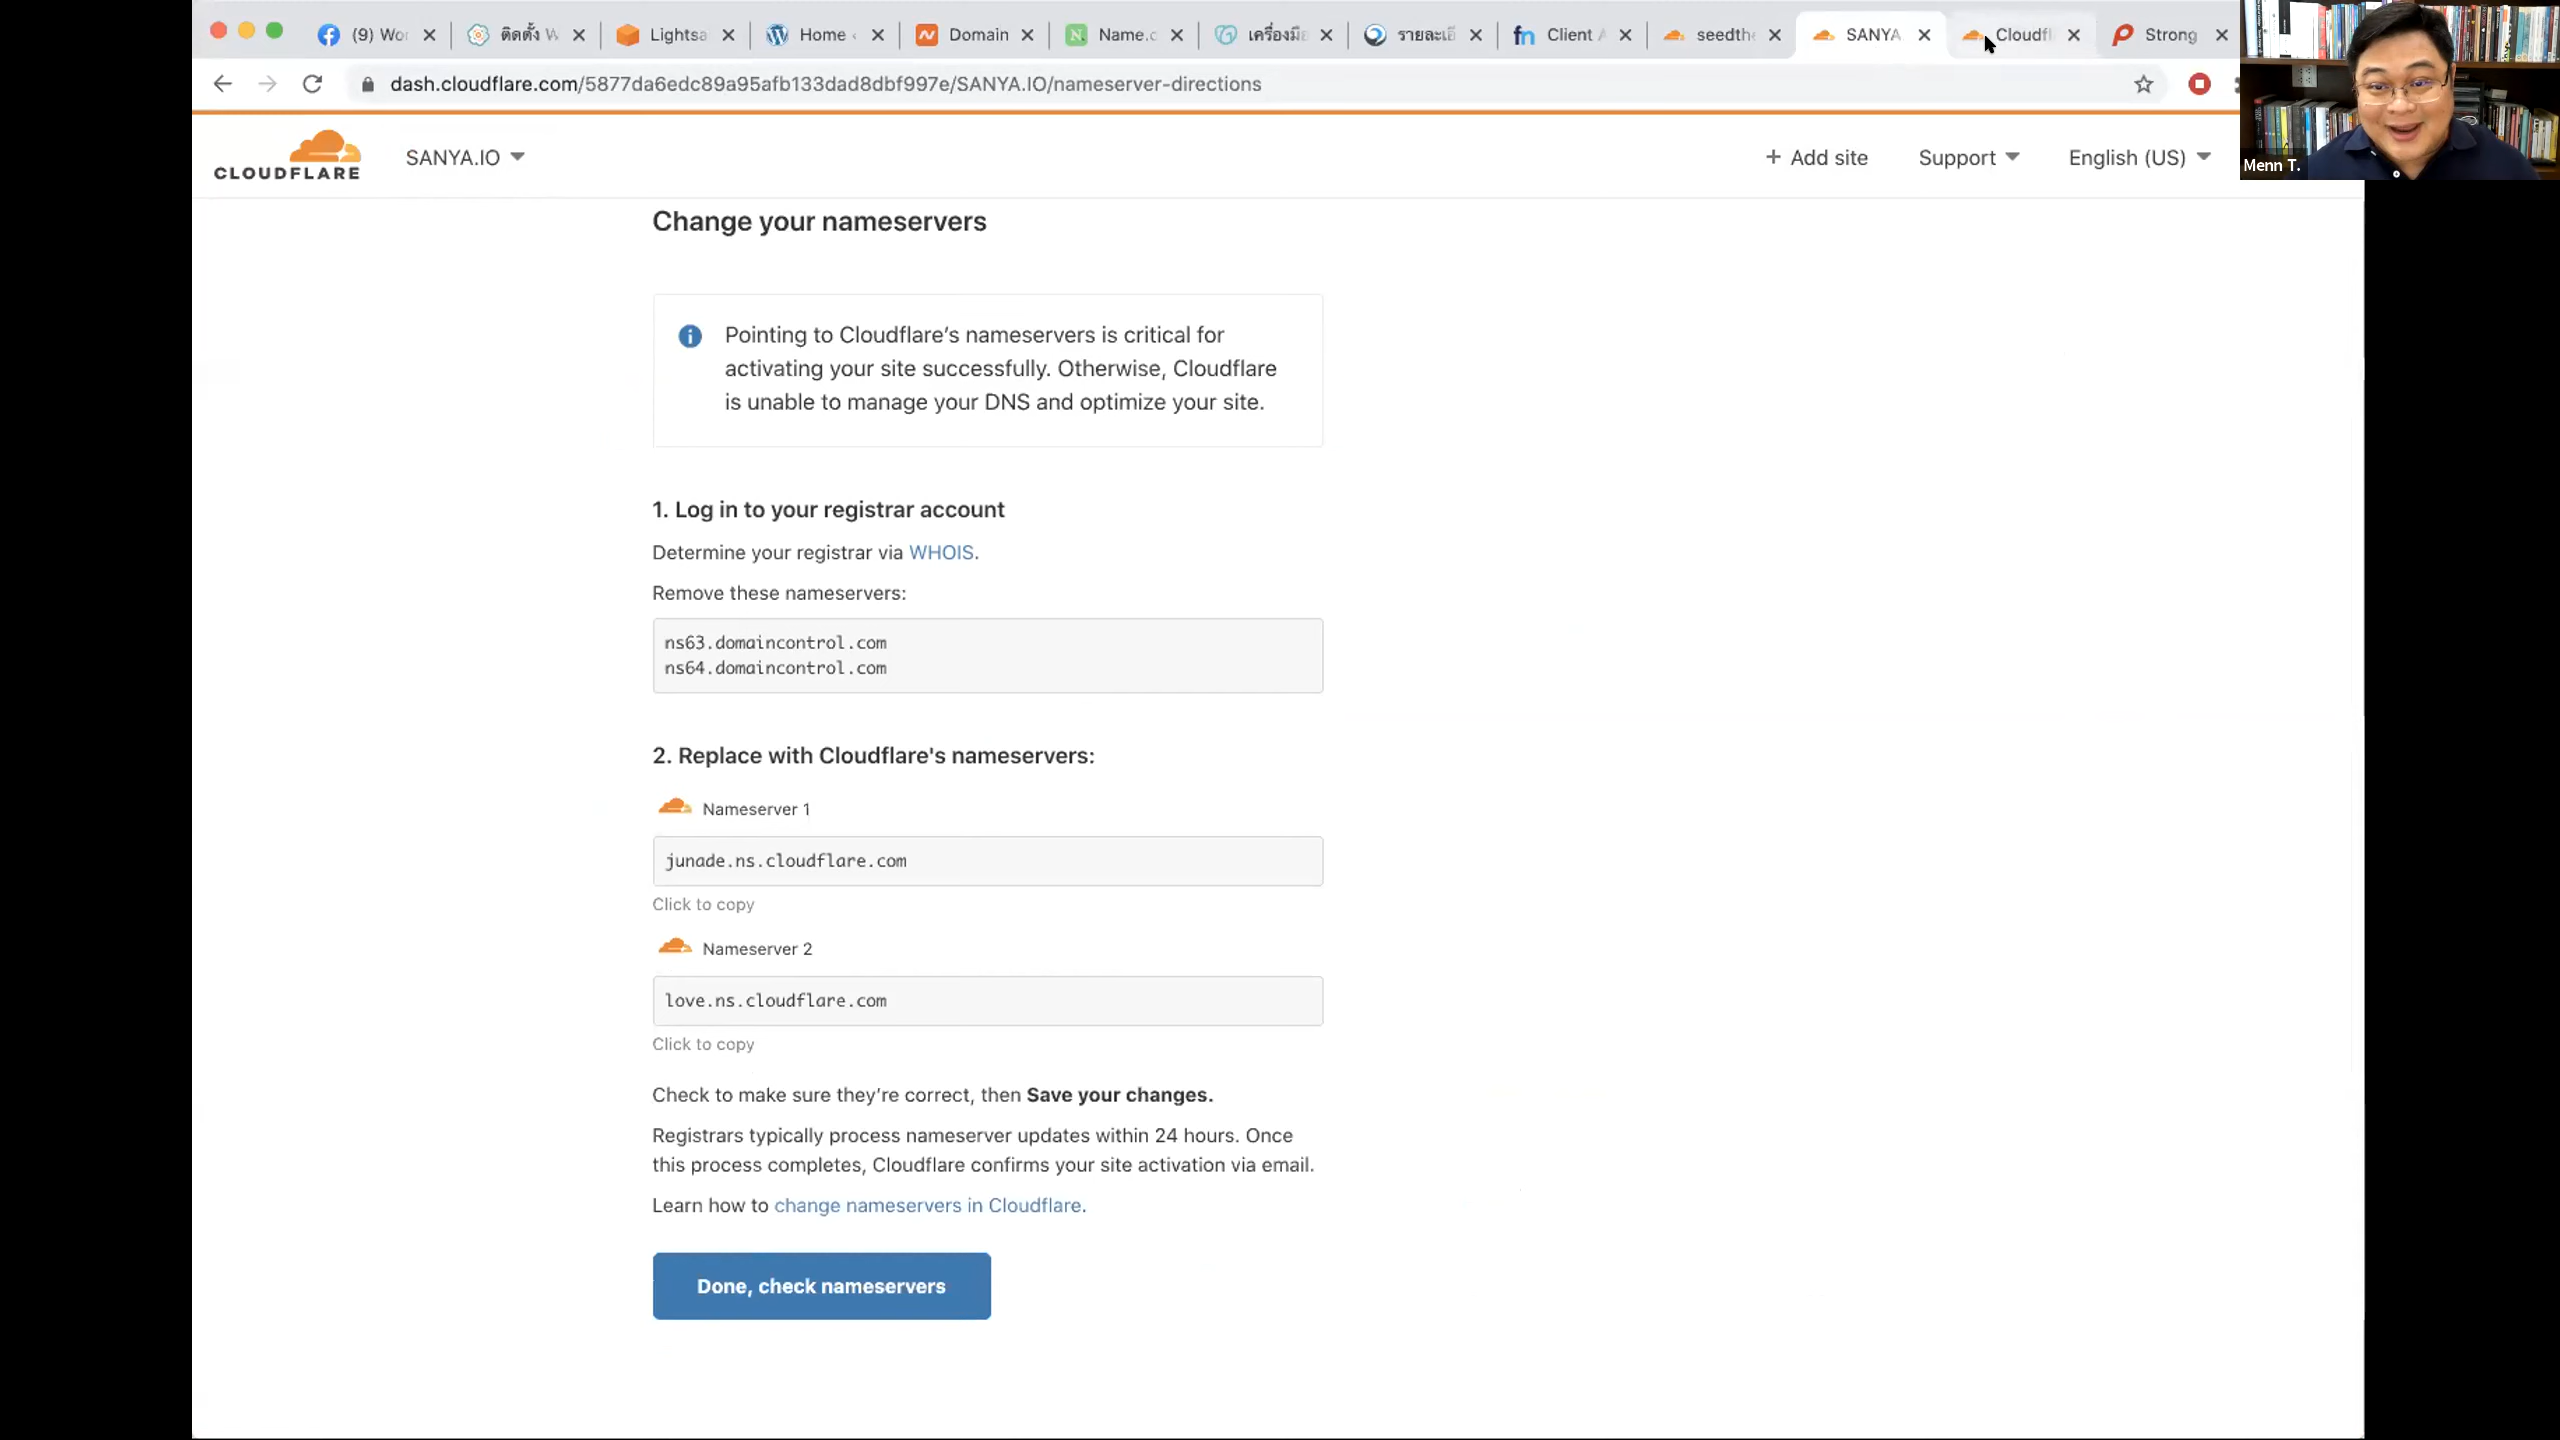 (9) Wor
ติดตั้ง W
Lightsa
Home
Domain
Name.c
เครื่องมือ
รายละเอี
Client A
seedthe
SANYA
Cloudfl
Strong
dash.cloudflare.com/5877da6edc89a95afb133dad8dbf997e/SANYA.IO/nameserver-directions
Menn T.
CLOUDFLARE
SANYA.IO
+ Add site
Support
English (US)
Change your nameservers
Pointing to Cloudflare’s nameservers is critical for
activating your site successfully. Otherwise, Cloudflare
is unable to manage your DNS and optimize your site.
1. Log in to your registrar account
Determine your registrar via WHOIS.
Remove these nameservers:
ns63.domaincontrol.com
ns64.domaincontrol.com
2. Replace with Cloudflare's nameservers:
Nameserver 1
junade.ns.cloudflare.com
Click to copy
Nameserver 2
love.ns.cloudflare.com
Click to copy
Check to make sure they’re correct, then Save your changes.
Registrars typically process nameserver updates within 24 hours. Once
this process completes, Cloudflare confirms your site activation via email.
Learn how to change nameservers in Cloudflare.
Done, check nameservers